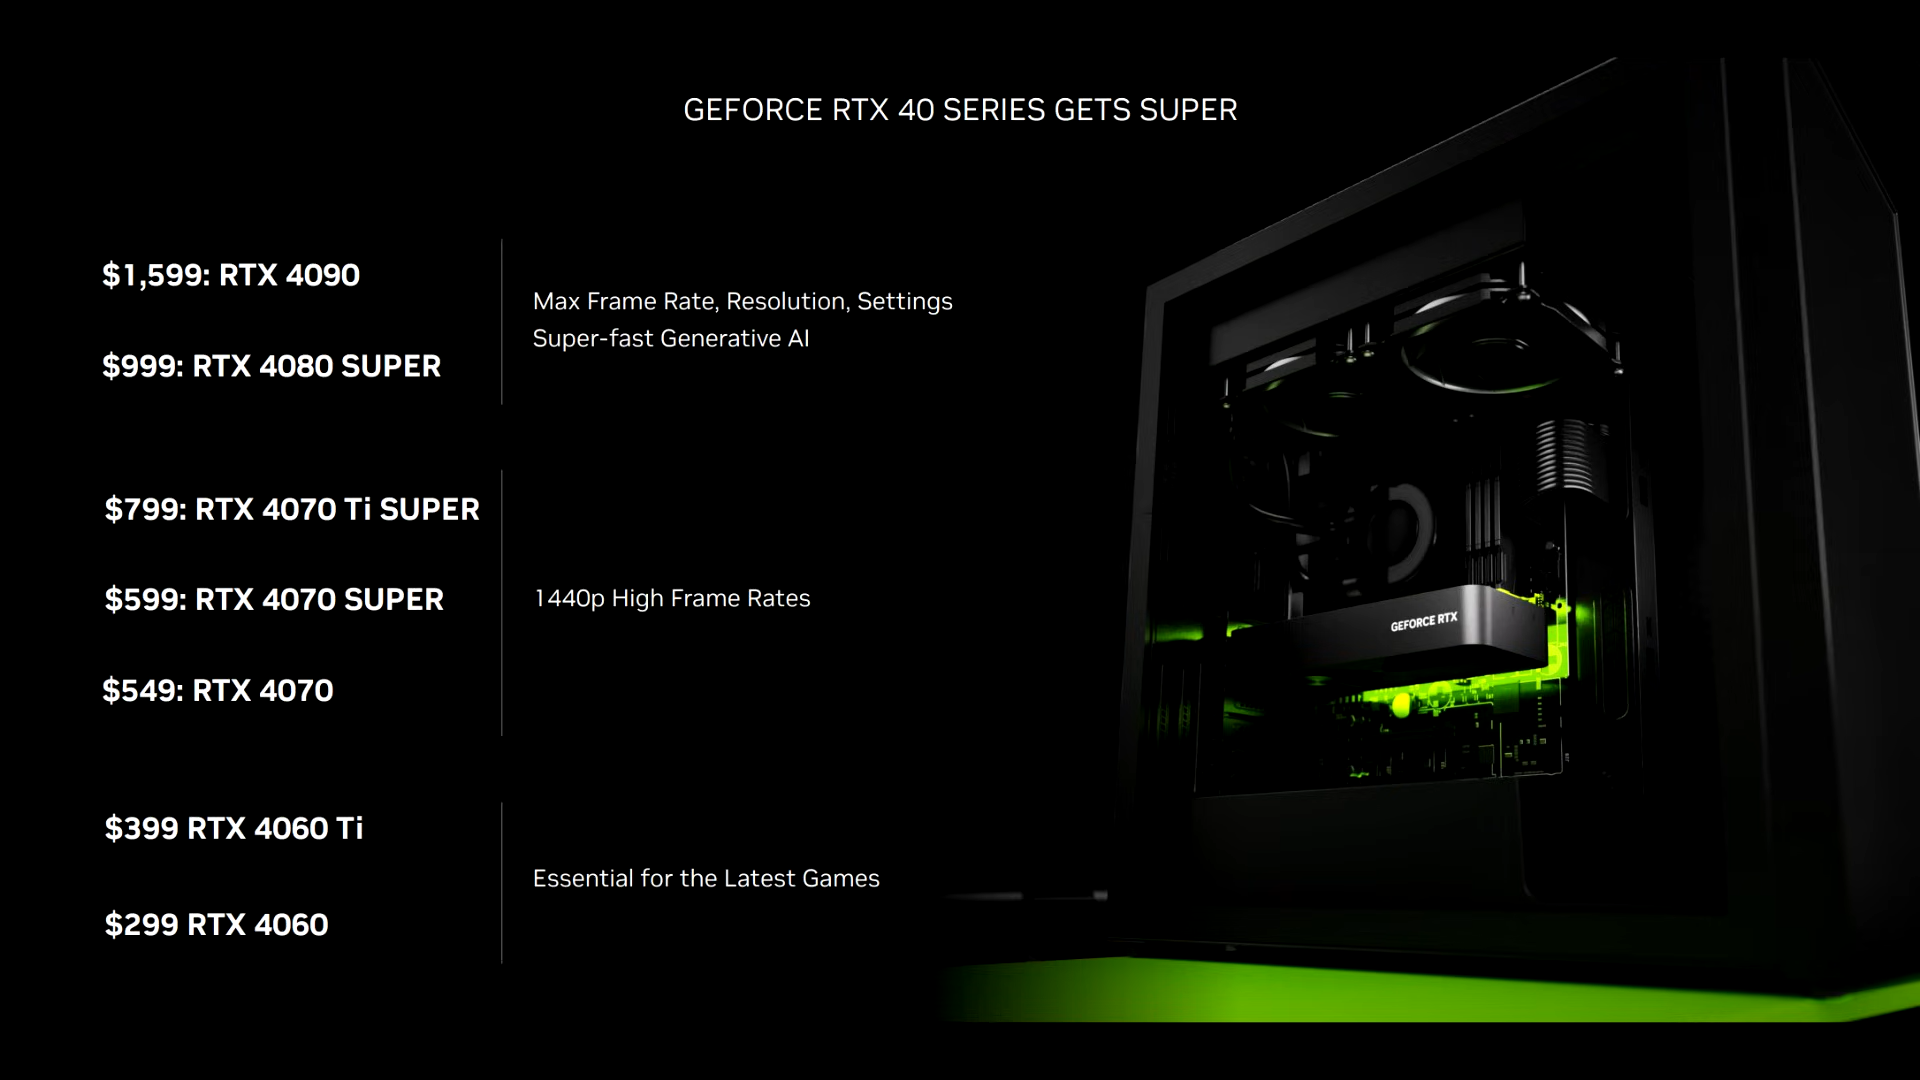 GEFORCE RTX 40 SERIES GETS SUPER
$1,599: RTX 4090
$999: RTX 4080 SUPER
Max Frame Rate, Resolution, Settings
Super-fast Generative AI
$799: RTX 4070 Ti SUPER
$599: RTX 4070 SUPER
$549: RTX 4070
1440p High Frame Rates
$399 RTX 4060 Ti
$299 RTX 4060
Essential for the Latest Games
GEFORCE RTX